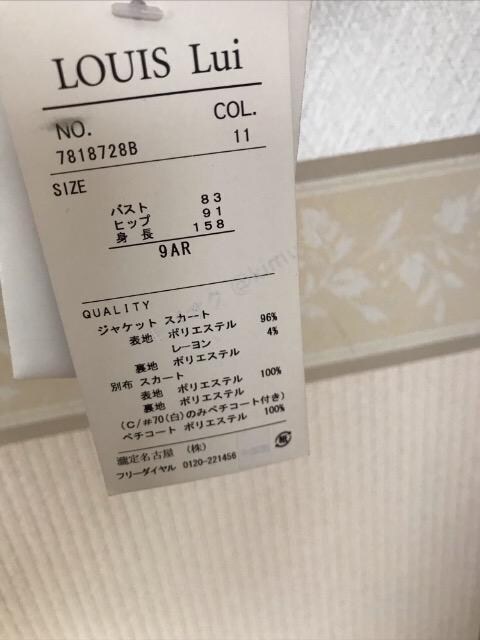 LOUIS Lui
NO. COL.
7818728B 11
SIZE
バスト 83
ヒップ 91
身長 158
9AR
QUALITY
ジャケット スカート
表地 ポリエステル 96%
レーヨン 4%
裏地 ポリエステル
別布 スカート
表地 ポリエステル 100%
裏地 ポリエステル
(C/#70(白)のみペチコート付き)
ペチコート ポリエステル 100%
瀧定名古屋 (株)
フリーダイヤル 0120-221456